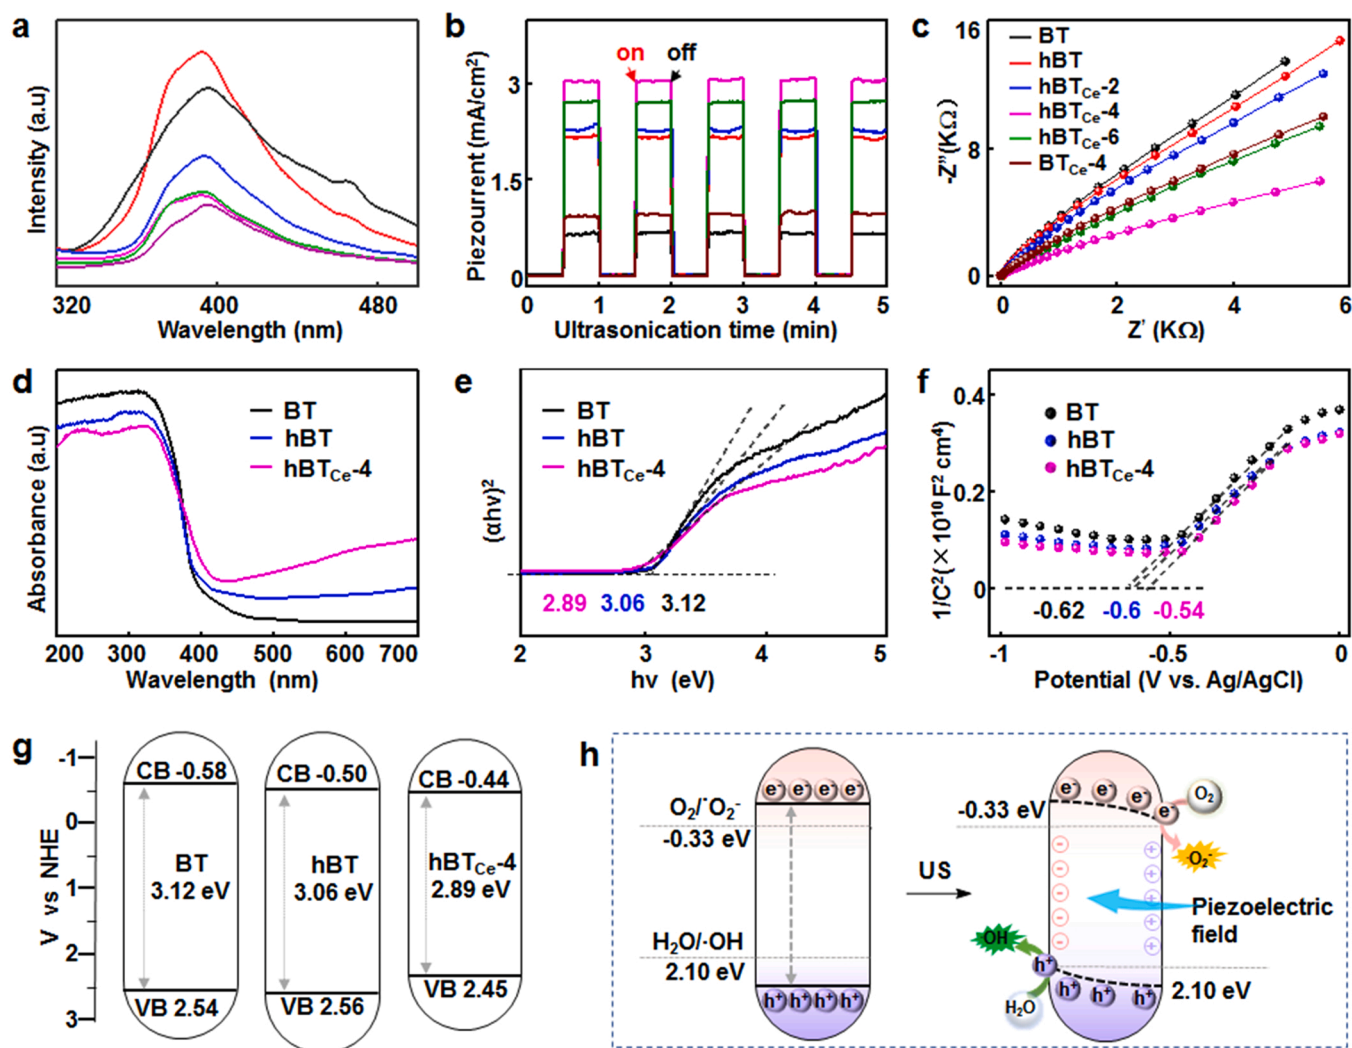 a
Intensity (a.u)
320 400 480
Wavelength (nm)
b
on off
Piezourrent (mA/cm²)
3
1.5
0
0 1 2 3 4 5
Ultrasonication time (min)
c
16
8
0
-Z''(KΩ)
BT
hBT
hBTCe-2
hBTCe-4
hBTCe-6
BTCe-4
0 2 4 6
Z' (KΩ)
d
Absorbance (a.u)
BT
hBT
hBTCe-4
200 300 400 500 600 700
Wavelength (nm)
e
(αhv)²
BT
hBT
hBTCe-4
2.89 3.06 3.12
2 3 4 5
hv (eV)
f
1/C² (×10¹⁰ F² cm⁴)
0.4
0.2
0
BT
hBT
hBTCe-4
-0.62 -0.6 -0.54
-1 -0.5 0
Potential (V vs. Ag/AgCl)
g
V vs NHE
-1
0
1
2
3
CB -0.58
BT
3.12 eV
VB 2.54
CB -0.50
hBT
3.06 eV
VB 2.56
CB -0.44
hBTCe-4
2.89 eV
VB 2.45
h
O₂/˙O₂⁻
-0.33 eV
H₂O/·OH
2.10 eV
e⁻ e⁻ e⁻ e⁻
h⁺ h⁺ h⁺ h⁺
US
-0.33 eV
e⁻ e⁻ e⁻ e⁻
O₂
·O₂⁻
Piezoelectric
field
·OH
h⁺ h⁺ h⁺ h⁺
H₂O
2.10 eV